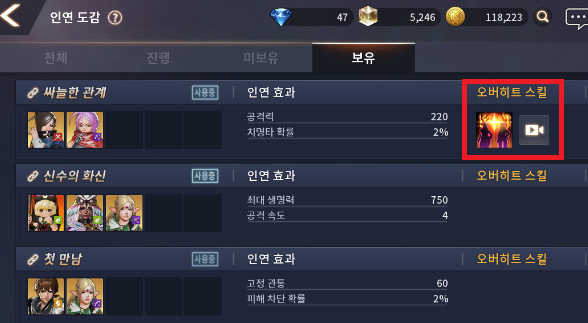 인연 도감 ?
47 5,246 118,223
전체 진행 미보유 보유
싸늘한 관계 사용중 인연 효과 오버히트 스킬
공격력 220
치명타 확률 2%
신수의 화신 사용중 인연 효과 오버히트 스킬
최대 생명력 750
공격 속도 4
첫 만남 사용중 인연 효과 오버히트 스킬
고정 관통 60
피해 차단 확률 2%